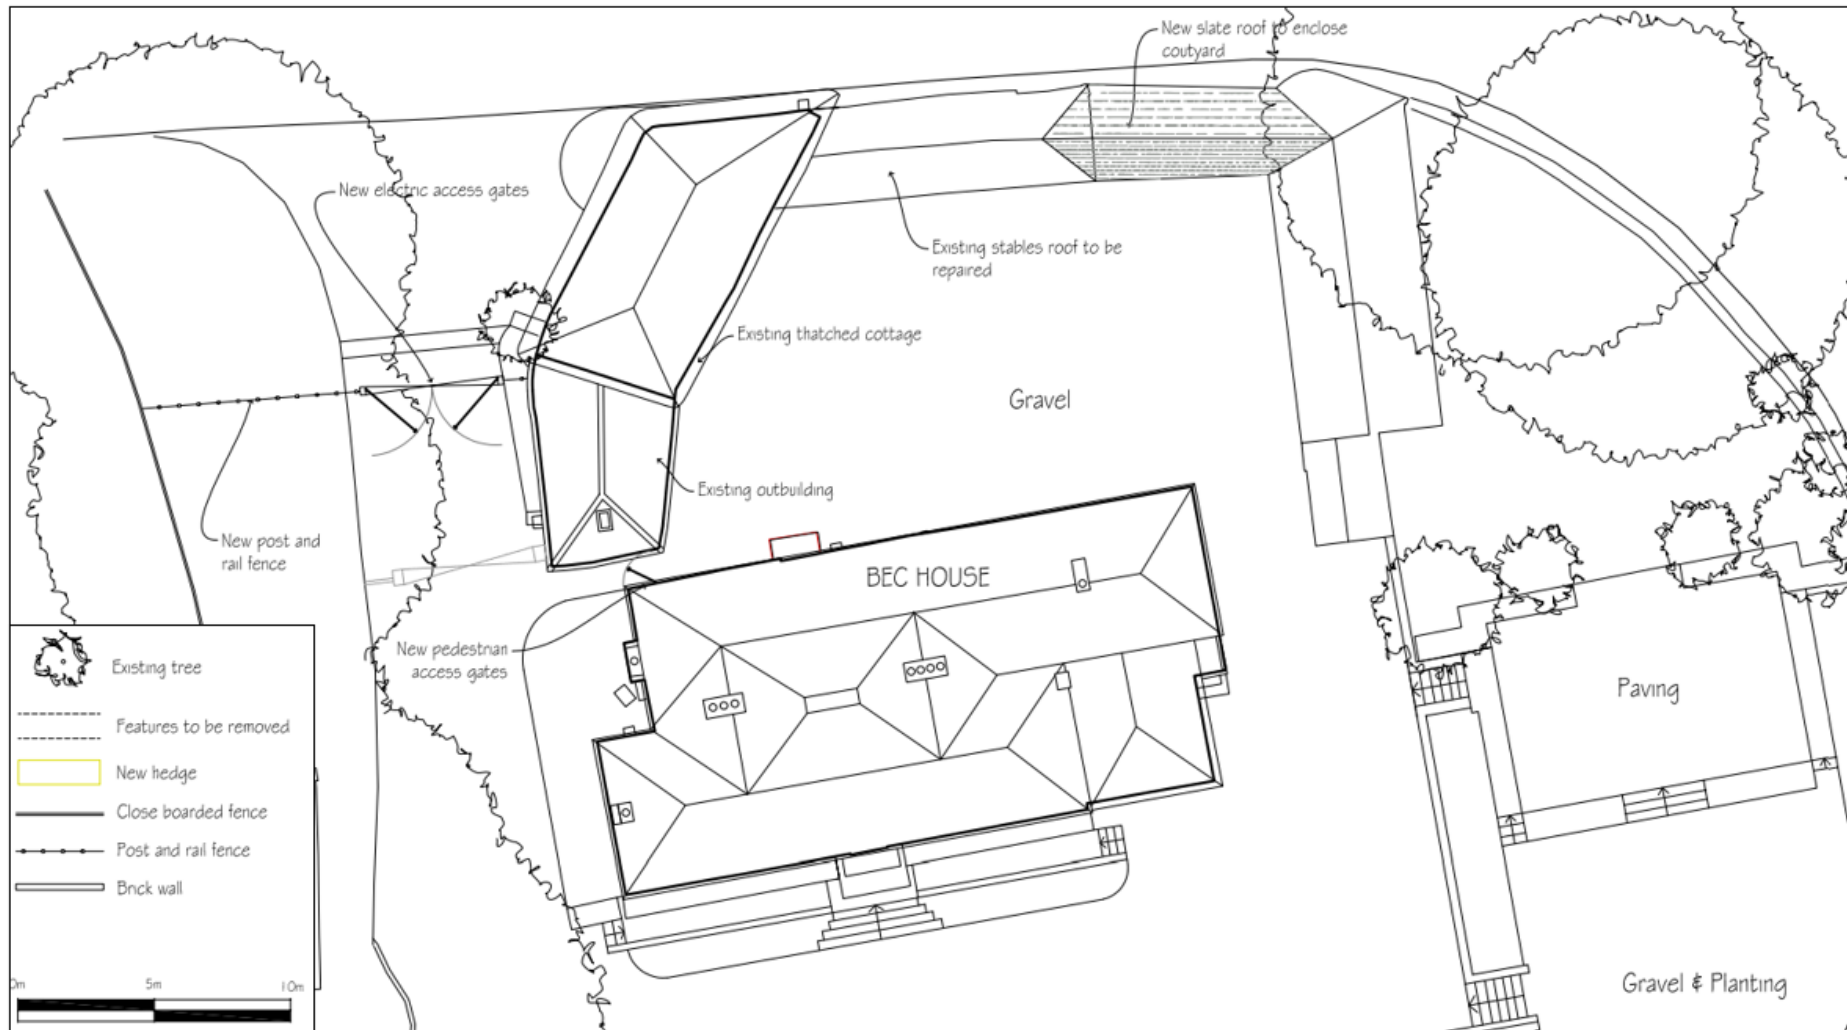 New slate roof to enclose
coutyard
New electric access gates
Existing stables roof to be
repaired
Existing thatched cottage
Gravel
Existing outbuilding
New post and
rail fence
BEC HOUSE
New pedestrian
access gates
Paving
Gravel & Planting
Existing tree
Features to be removed
New hedge
Close boarded fence
Post and rail fence
Brick wall
0m 5m 10m